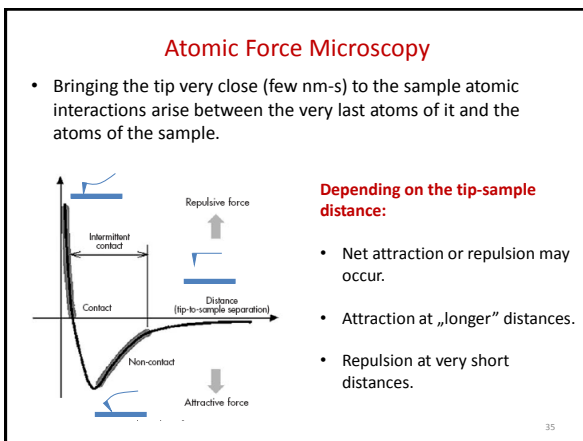 Atomic Force Microscopy
• Bringing the tip very close (few nm-s) to the sample atomic
interactions arise between the very last atoms of it and the
atoms of the sample.
Repulsive force
Intermittent
contact
Contact
Distance
(tip-to-sample separation)
Non-contact
Attractive force
Depending on the tip-sample
distance:
• Net attraction or repulsion may
occur.
• Attraction at „longer” distances.
• Repulsion at very short
distances.
35